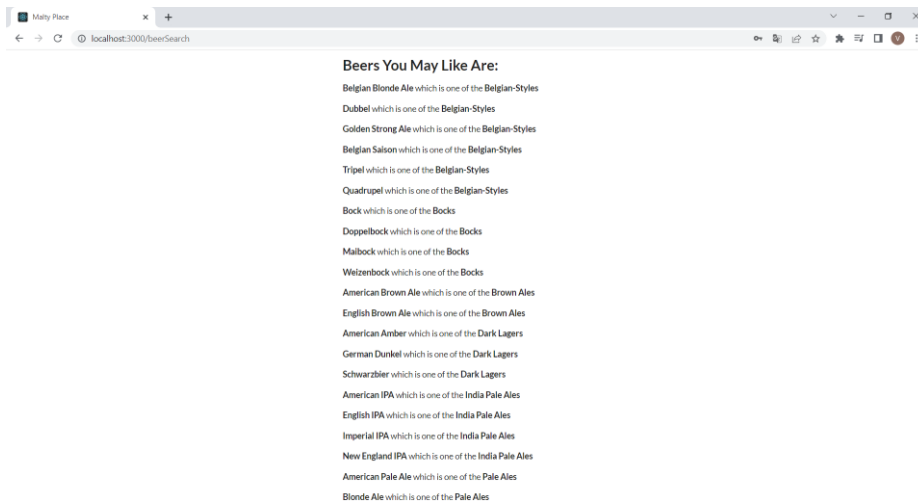 Malty Place
localhost:3000/beerSearch
V
Beers You May Like Are:
Belgian Blonde Ale which is one of the Belgian-Styles
Dubbel which is one of the Belgian-Styles
Golden Strong Ale which is one of the Belgian-Styles
Belgian Saison which is one of the Belgian-Styles
Tripel which is one of the Belgian-Styles
Quadrupel which is one of the Belgian-Styles
Bock which is one of the Bocks
Doppelbock which is one of the Bocks
Maibock which is one of the Bocks
Weizenbock which is one of the Bocks
American Brown Ale which is one of the Brown Ales
English Brown Ale which is one of the Brown Ales
American Amber which is one of the Dark Lagers
German Dunkel which is one of the Dark Lagers
Schwarzbier which is one of the Dark Lagers
American IPA which is one of the India Pale Ales
English IPA which is one of the India Pale Ales
Imperial IPA which is one of the India Pale Ales
New England IPA which is one of the India Pale Ales
American Pale Ale which is one of the Pale Ales
Blonde Ale which is one of the Pale Ales